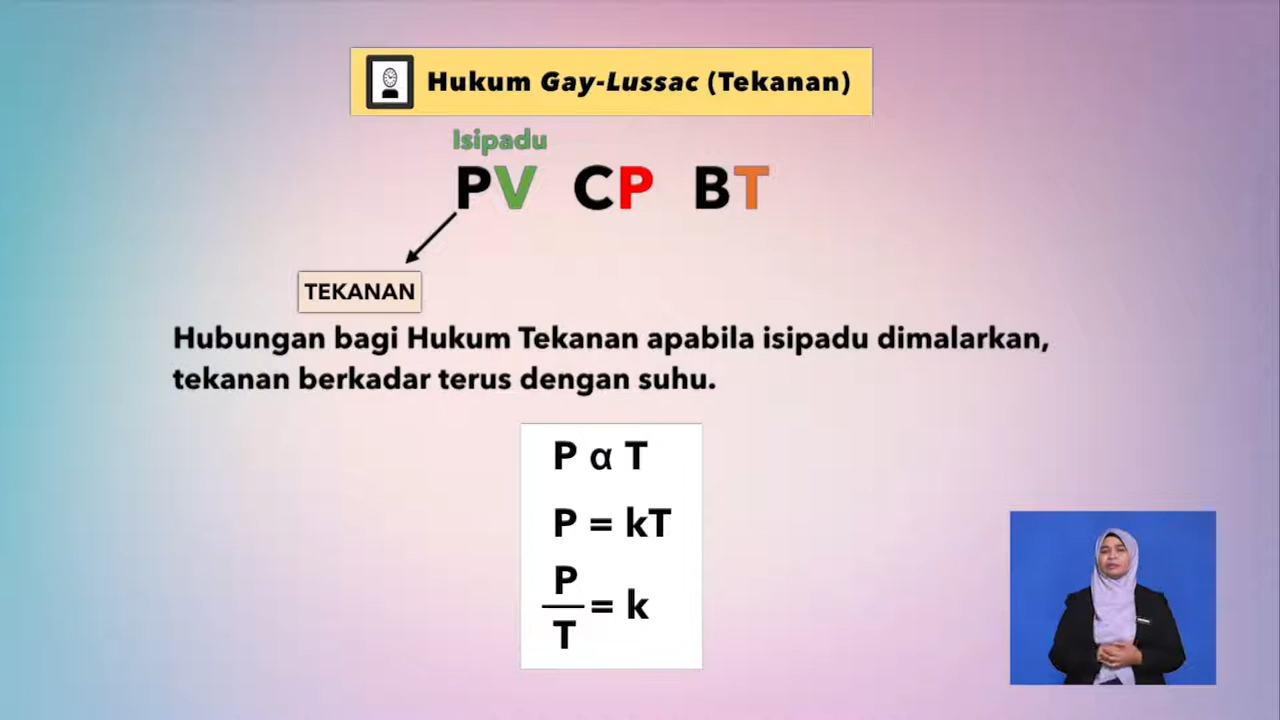 Hukum Gay-Lussac (Tekanan)
Isipadu
PV CP BT
TEKANAN
Hubungan bagi Hukum Tekanan apabila isipadu dimalarkan,
tekanan berkadar terus dengan suhu.
P α T
P = kT
P
= k
T